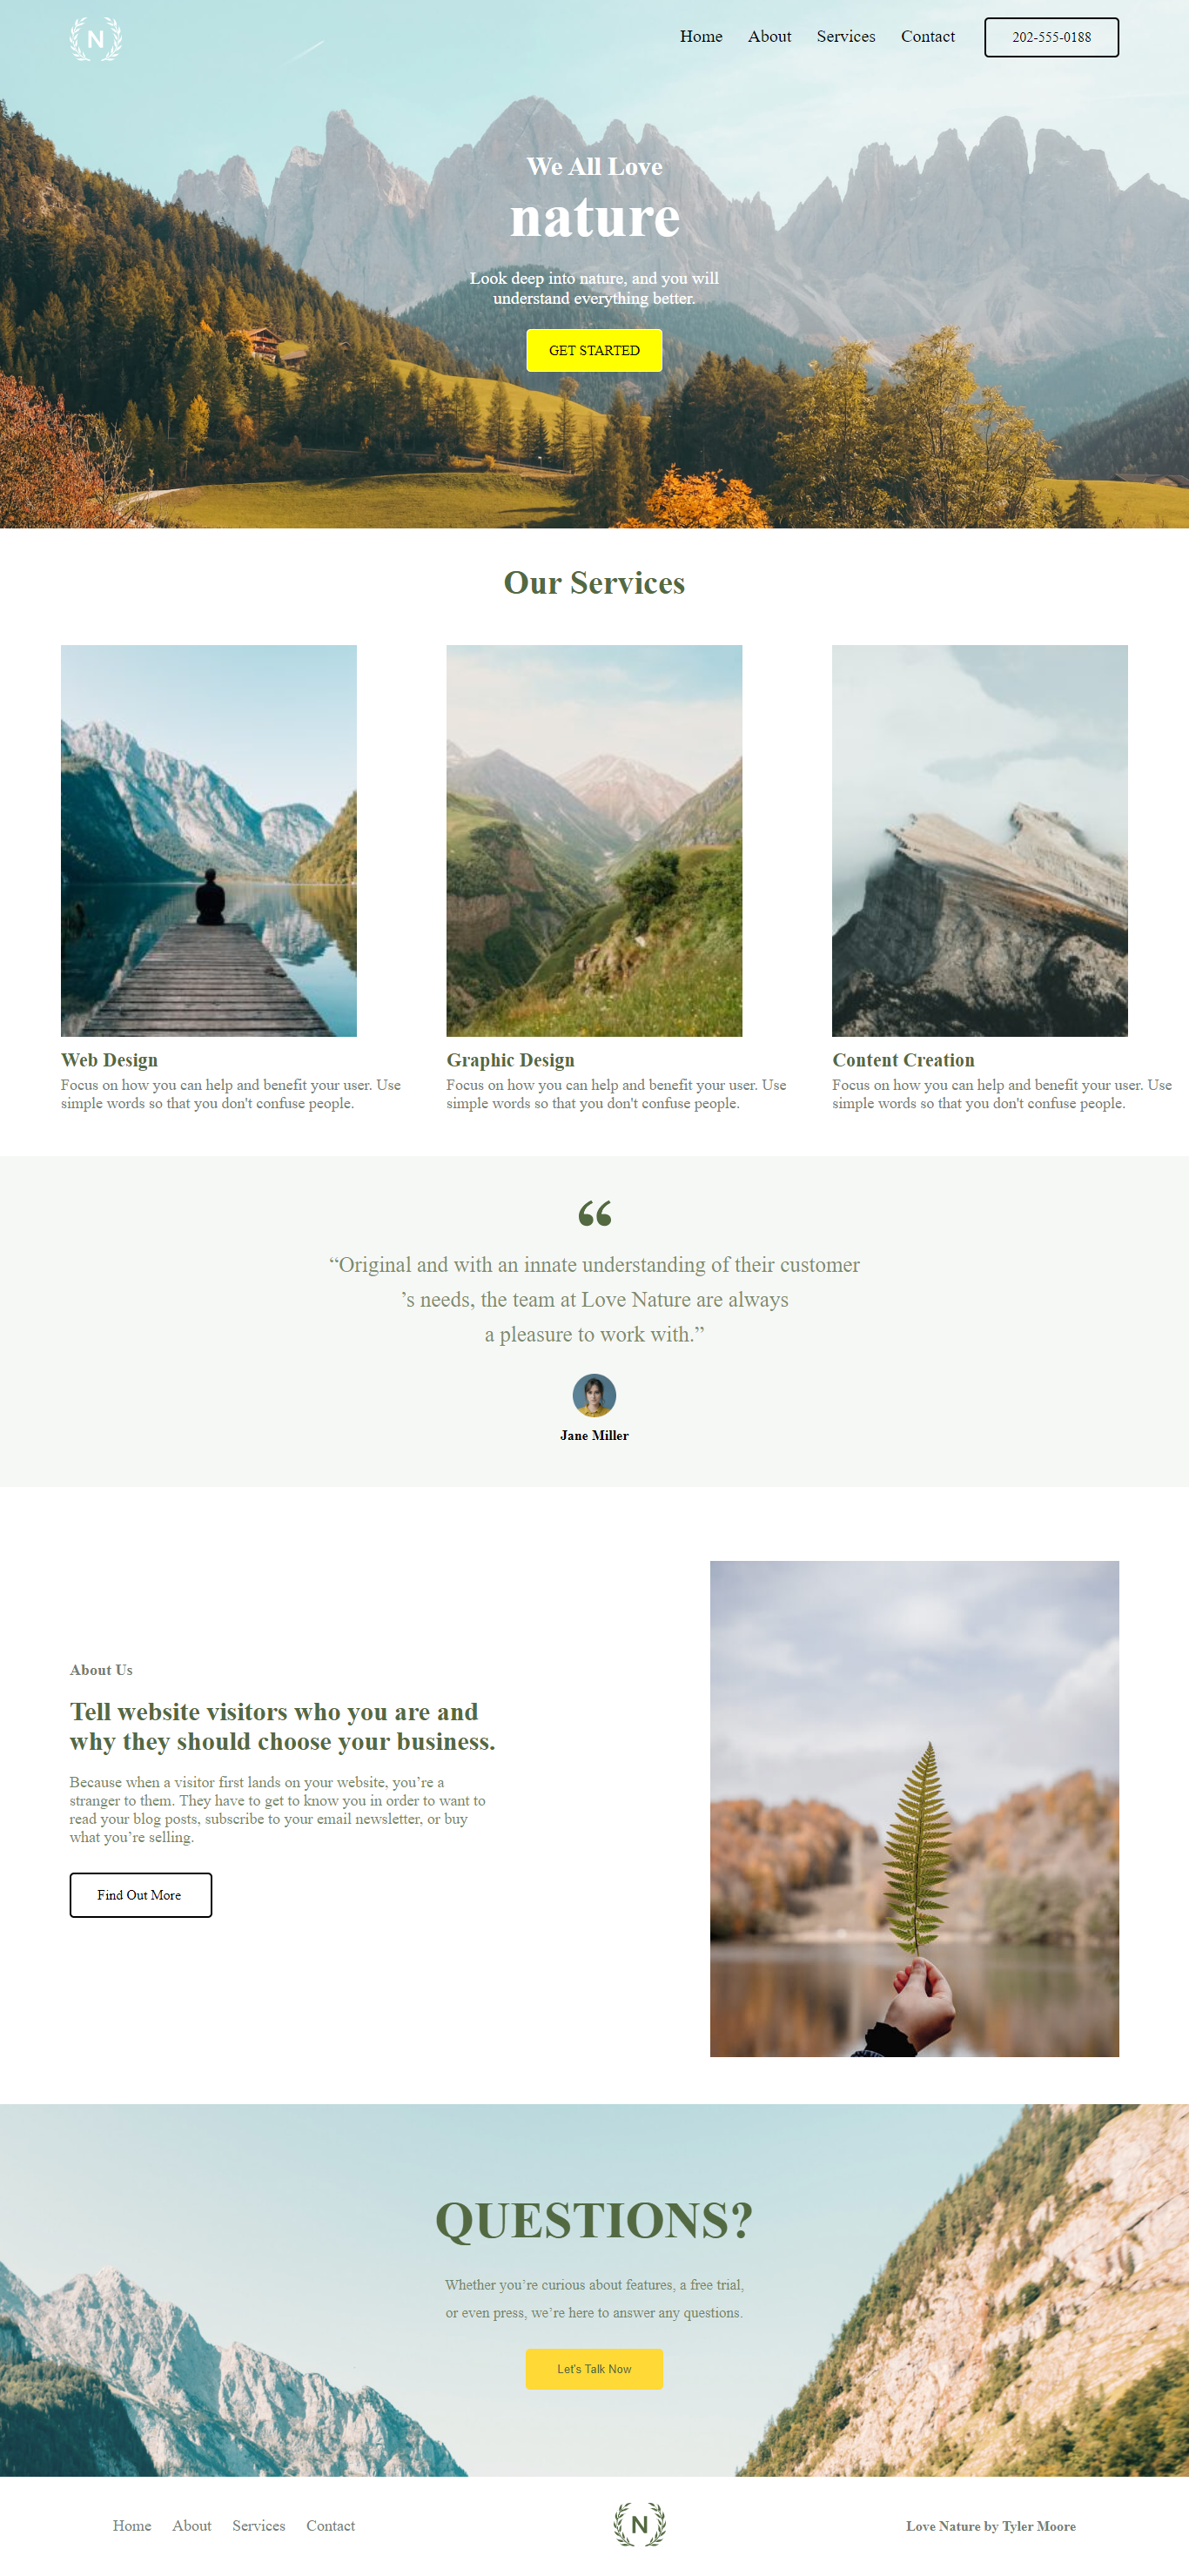 N
Home About Services Contact 202-555-0188
We All Love
nature
Look deep into nature, and you will
understand everything better.
GET STARTED
Our Services
Web Design
Focus on how you can help and benefit your user. Use
simple words so that you don't confuse people.
Graphic Design
Focus on how you can help and benefit your user. Use
simple words so that you don't confuse people.
Content Creation
Focus on how you can help and benefit your user. Use
simple words so that you don't confuse people.
“
“Original and with an innate understanding of their customer
’s needs, the team at Love Nature are always
a pleasure to work with.”
Jane Miller
About Us
Tell website visitors who you are and
why they should choose your business.
Because when a visitor first lands on your website, you’re a
stranger to them. They have to get to know you in order to want to
read your blog posts, subscribe to your email newsletter, or buy
what you’re selling.
Find Out More
QUESTIONS?
Whether you’re curious about features, a free trial,
or even press, we’re here to answer any questions.
Let's Talk Now
Home About Services Contact
N
Love Nature by Tyler Moore